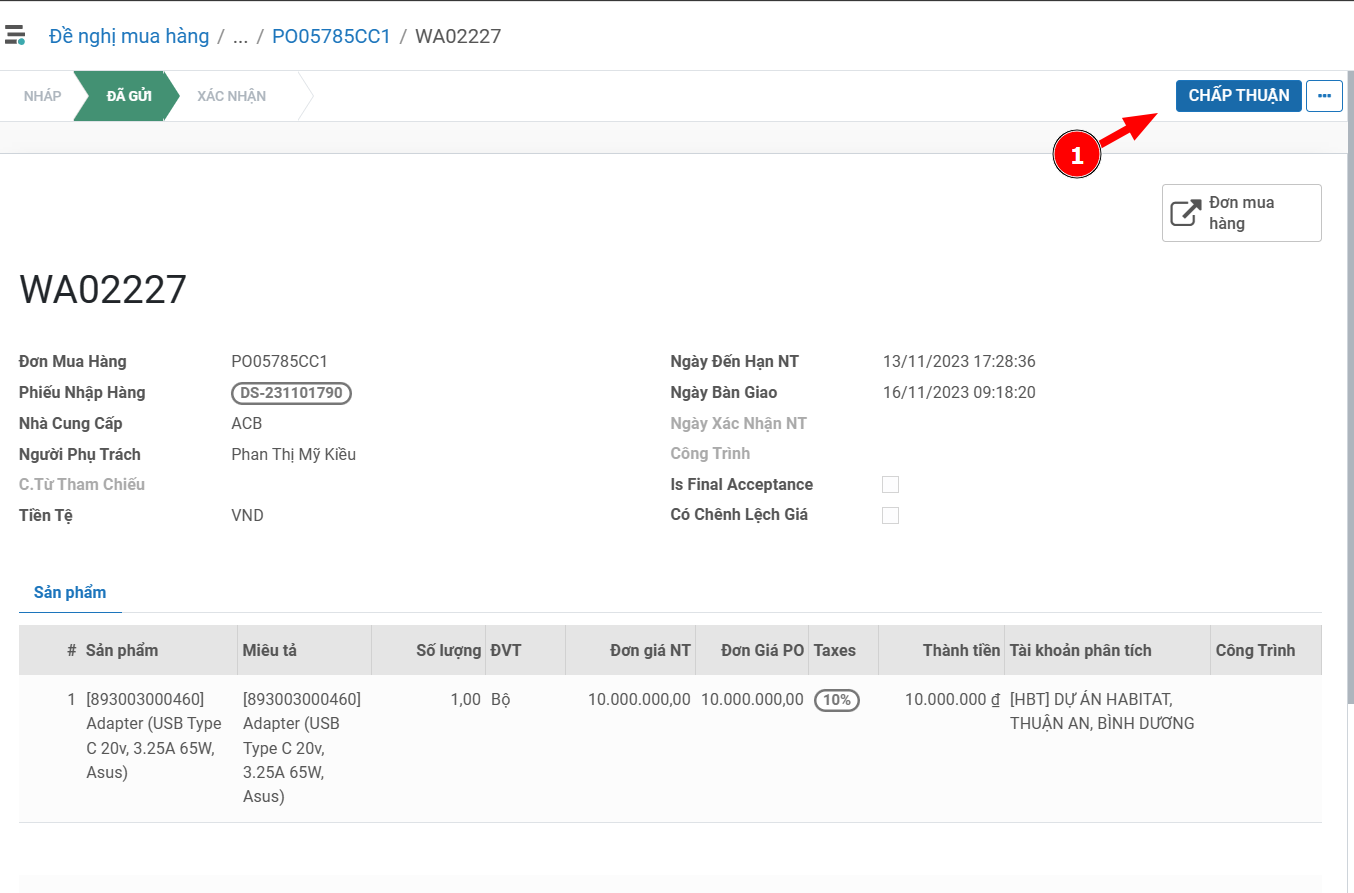 Đề nghị mua hàng / ... / PO05785CC1 / WA02227
NHÁP ĐÃ GỬI XÁC NHẬN CHẤP THUẬN ...
1
Đơn mua
hàng
WA02227
Đơn Mua Hàng PO05785CC1 Ngày Đến Hạn NT 13/11/2023 17:28:36
Phiếu Nhập Hàng DS-231101790 Ngày Bàn Giao 16/11/2023 09:18:20
Nhà Cung Cấp ACB Ngày Xác Nhận NT
Người Phụ Trách Phan Thị Mỹ Kiều Công Trình
C.Từ Tham Chiếu Is Final Acceptance
Tiền Tệ VND Có Chênh Lệch Giá
Sản phẩm
# Sản phẩm Miêu tả Số lượng ĐVT Đơn giá NT Đơn Giá PO Taxes Thành tiền Tài khoản phân tích Công Trình
1 [893003000460] [893003000460] 1,00 Bộ 10.000.000,00 10.000.000,00 10% 10.000.000 ₫ [HBT] DỰ ÁN HABITAT,
Adapter (USB Type Adapter (USB THUẬN AN, BÌNH DƯƠNG
C 20v, 3.25A 65W, Type C 20v,
Asus) 3.25A 65W,
Asus)